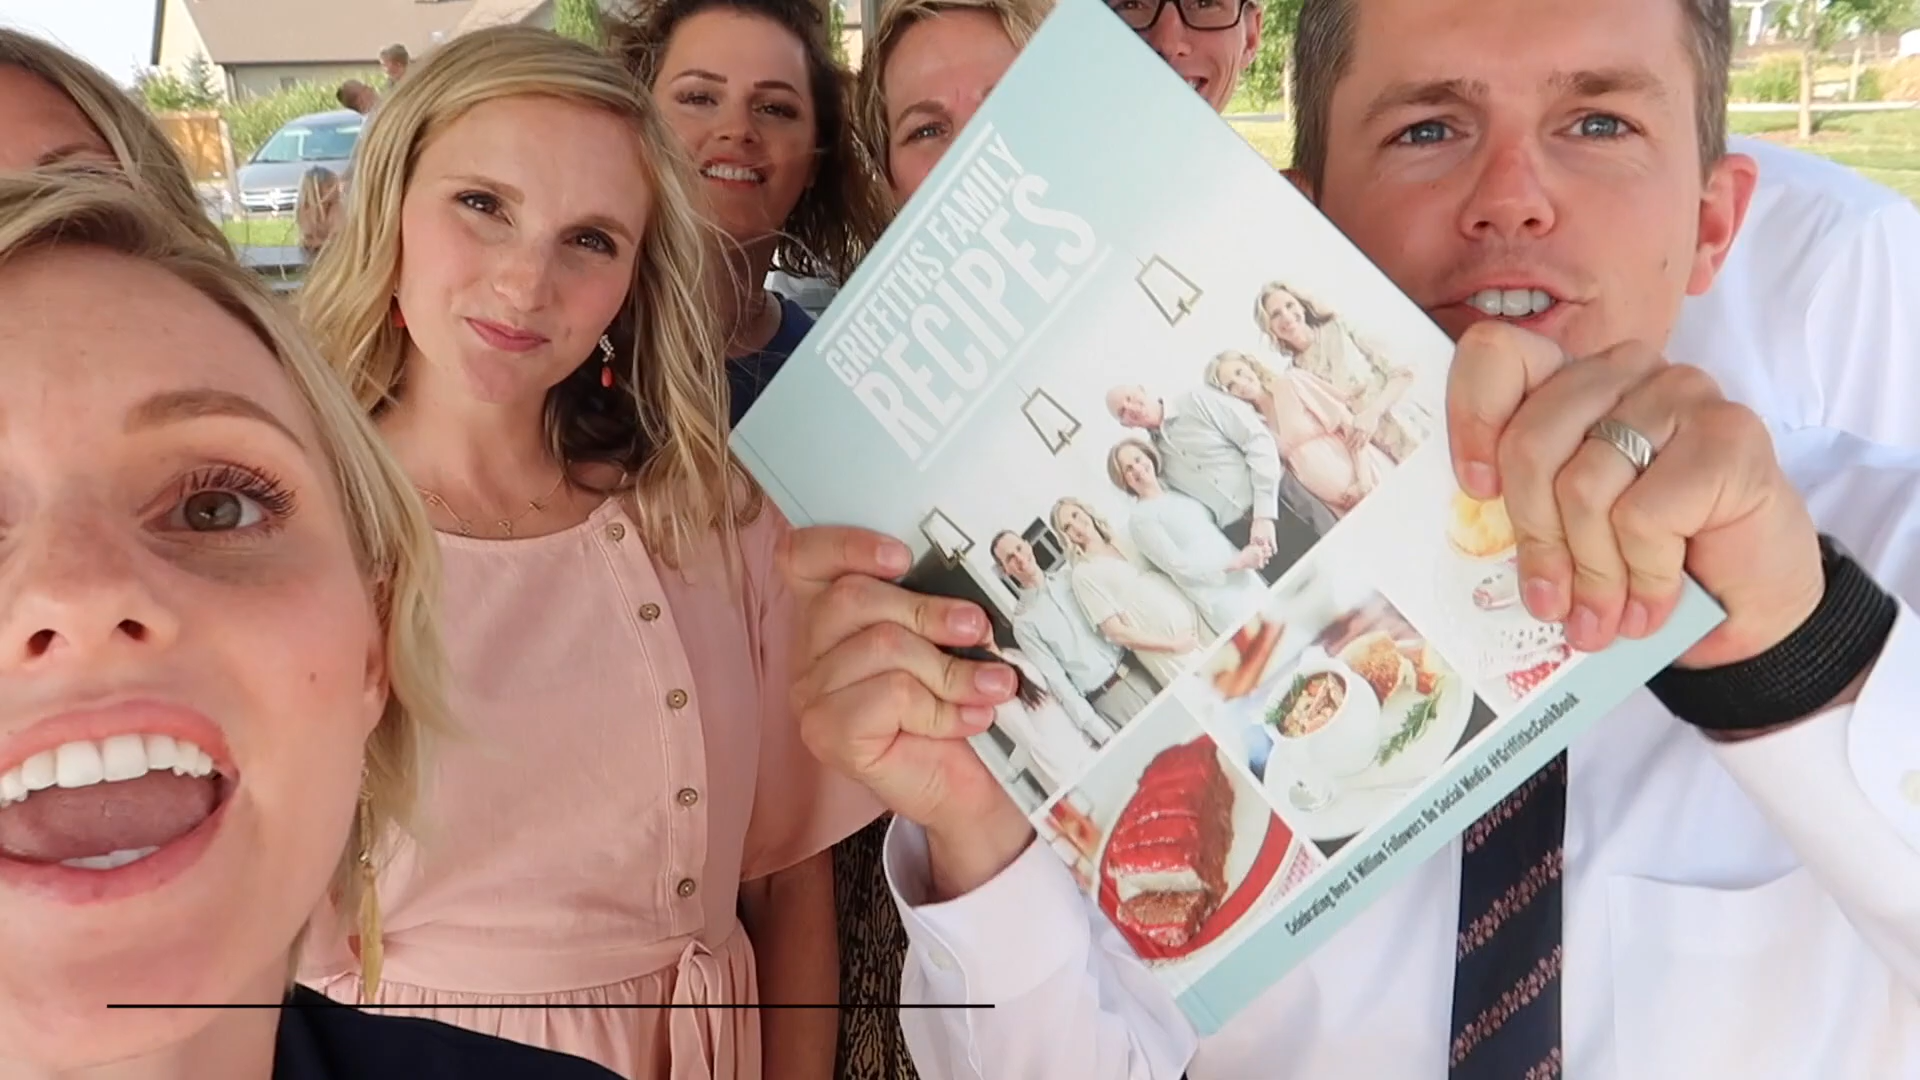 GRIFFITHS FAMILY
RECIPES
Celebrating Over 6 Million Followers On Social Media #GriffithsCookBook